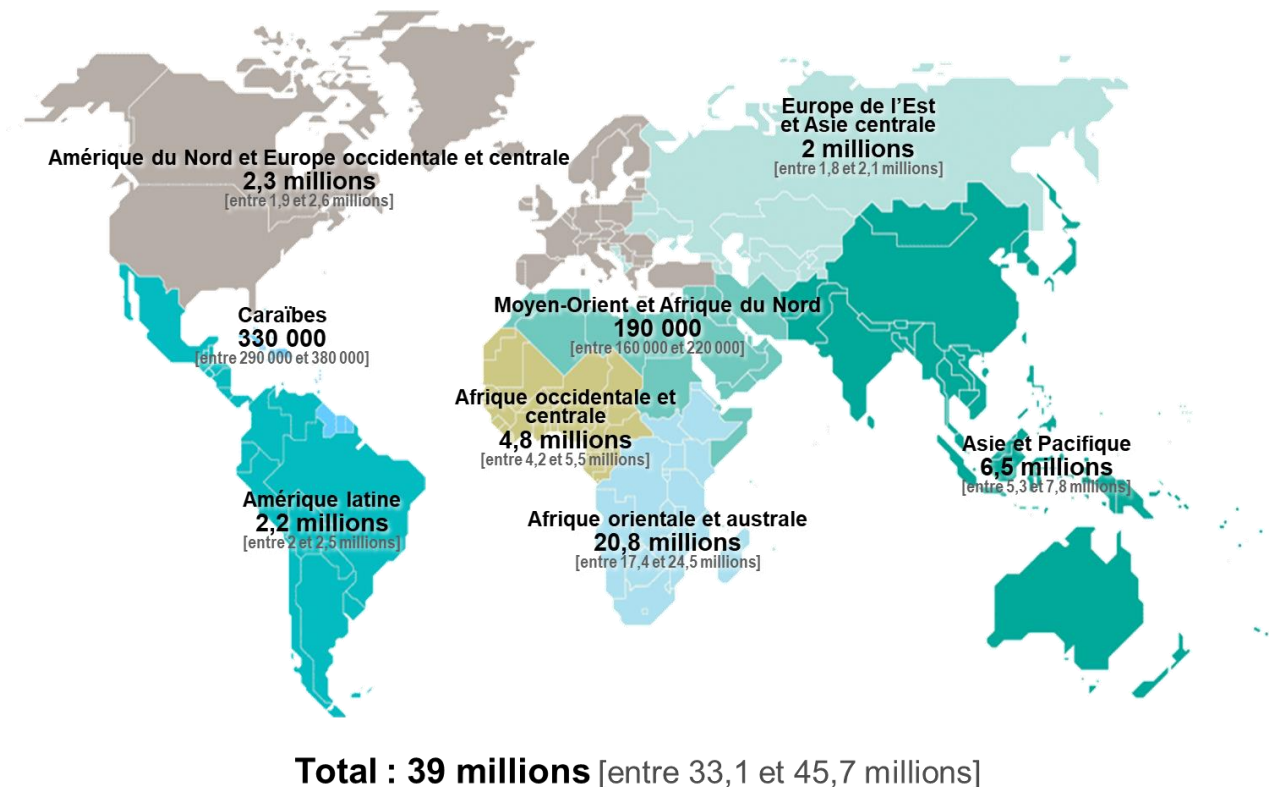 Europe de l’Est
et Asie centrale
2 millions
[entre 1,8 et 2,1 millions]
Amérique du Nord et Europe occidentale et centrale
2,3 millions
[entre 1,9 et 2,6 millions]
Caraïbes
330 000
[entre 290 000 et 380 000]
Moyen-Orient et Afrique du Nord
190 000
[entre 160 000 et 220 000]
Afrique occidentale et
centrale
4,8 millions
[entre 4,2 et 5,5 millions]
Asie et Pacifique
6,5 millions
[entre 5,3 et 7,8 millions]
Amérique latine
2,2 millions
[entre 2 et 2,5 millions]
Afrique orientale et australe
20,8 millions
[entre 17,4 et 24,5 millions]
Total : 39 millions [entre 33,1 et 45,7 millions]